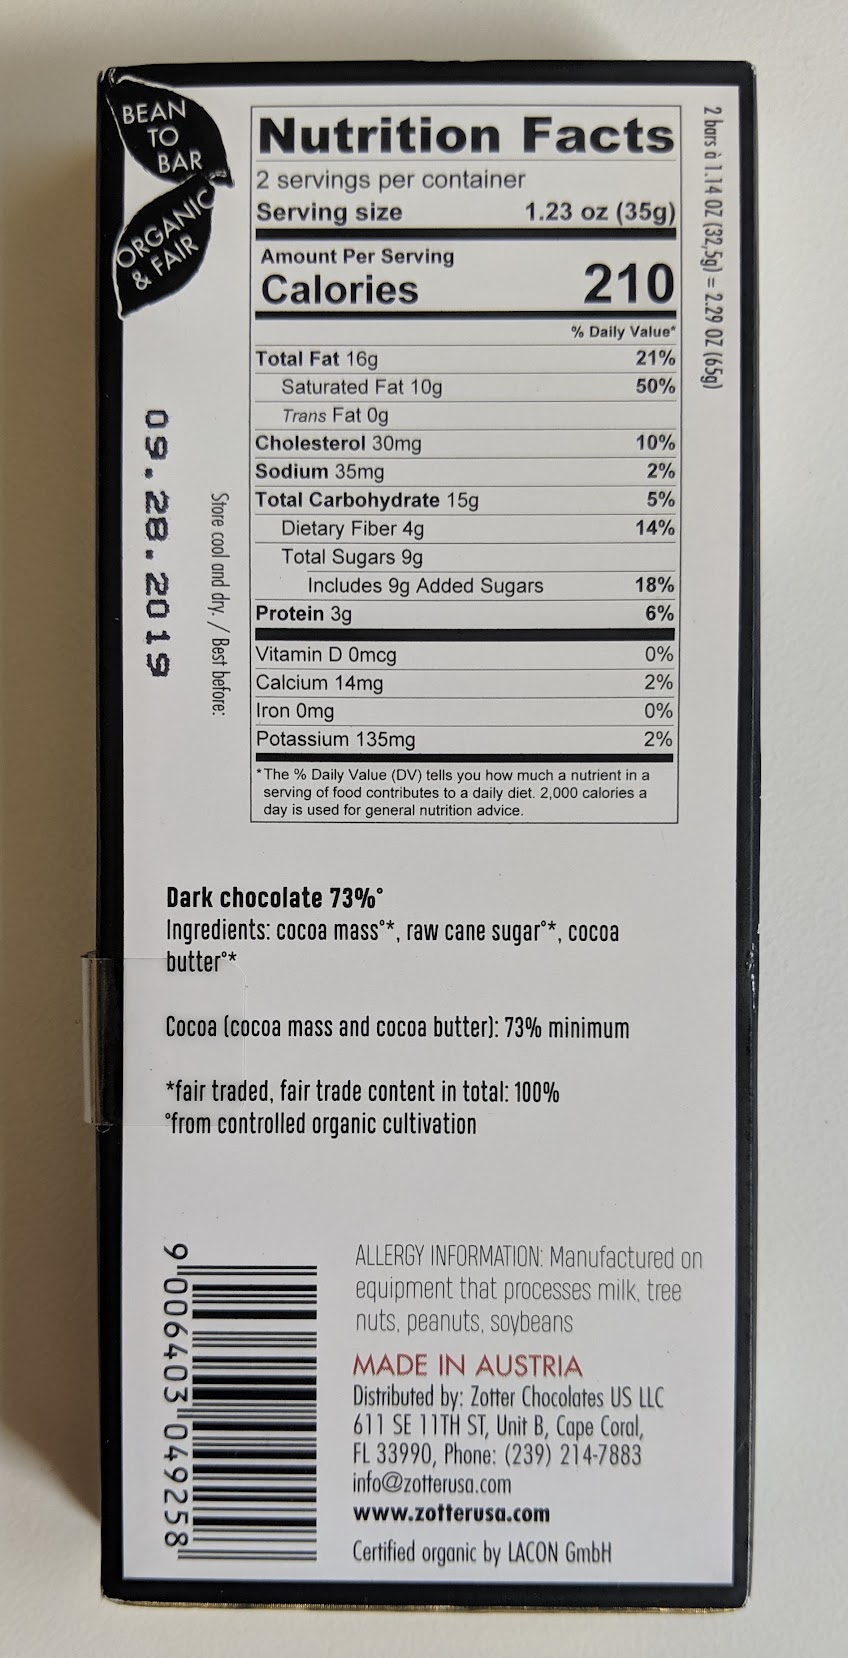 BEAN
TO
BAR
ORGANIC
& FAIR
Nutrition Facts
2 servings per container
Serving size 1.23 oz (35g)
Amount Per Serving
Calories 210
% Daily Value*
Total Fat 16g 21%
Saturated Fat 10g 50%
Trans Fat 0g
Cholesterol 30mg 10%
Sodium 35mg 2%
Total Carbohydrate 15g 5%
Dietary Fiber 4g 14%
Total Sugars 9g
Includes 9g Added Sugars 18%
Protein 3g 6%
Vitamin D 0mcg 0%
Calcium 14mg 2%
Iron 0mg 0%
Potassium 135mg 2%
*The % Daily Value (DV) tells you how much a nutrient in a
serving of food contributes to a daily diet. 2,000 calories a
day is used for general nutrition advice.
2 bars à 1.14 OZ (32,5g) = 2.29 OZ (65g)
Store cool and dry. / Best before:
09.28.2019
Dark chocolate 73%°
Ingredients: cocoa mass°*, raw cane sugar°*, cocoa
butter°*
Cocoa (cocoa mass and cocoa butter): 73% minimum
*fair traded, fair trade content in total: 100%
°from controlled organic cultivation
9 006403 049258
ALLERGY INFORMATION: Manufactured on
equipment that processes milk, tree
nuts, peanuts, soybeans
MADE IN AUSTRIA
Distributed by: Zotter Chocolates US LLC
611 SE 11TH ST, Unit B, Cape Coral,
FL 33990, Phone: (239) 214-7883
info@zotterusa.com
www.zotterusa.com
Certified organic by LACON GmbH